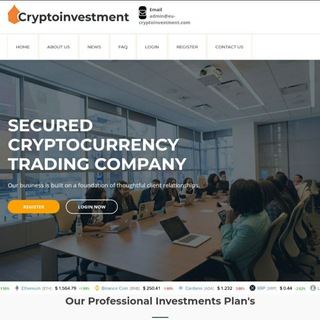 Cryptoinvestment
Email
admin@eu-
cryptoinvestment.com
HOME ABOUT US NEWS FAQ LOGIN REGISTER CONTACT US
SECURED
CRYPTOCURRENCY
TRADING COMPANY
Our business is built on a foundation of thoughtful client relationships.
REGISTER LOGIN NOW
Ethereum (ETH) $ 1,564.79 Binance Coin (BNB) $ 250.41 Cardano (ADA) $ 1.232 XRP (XRP) $ 0.44
Our Professional Investments Plan's